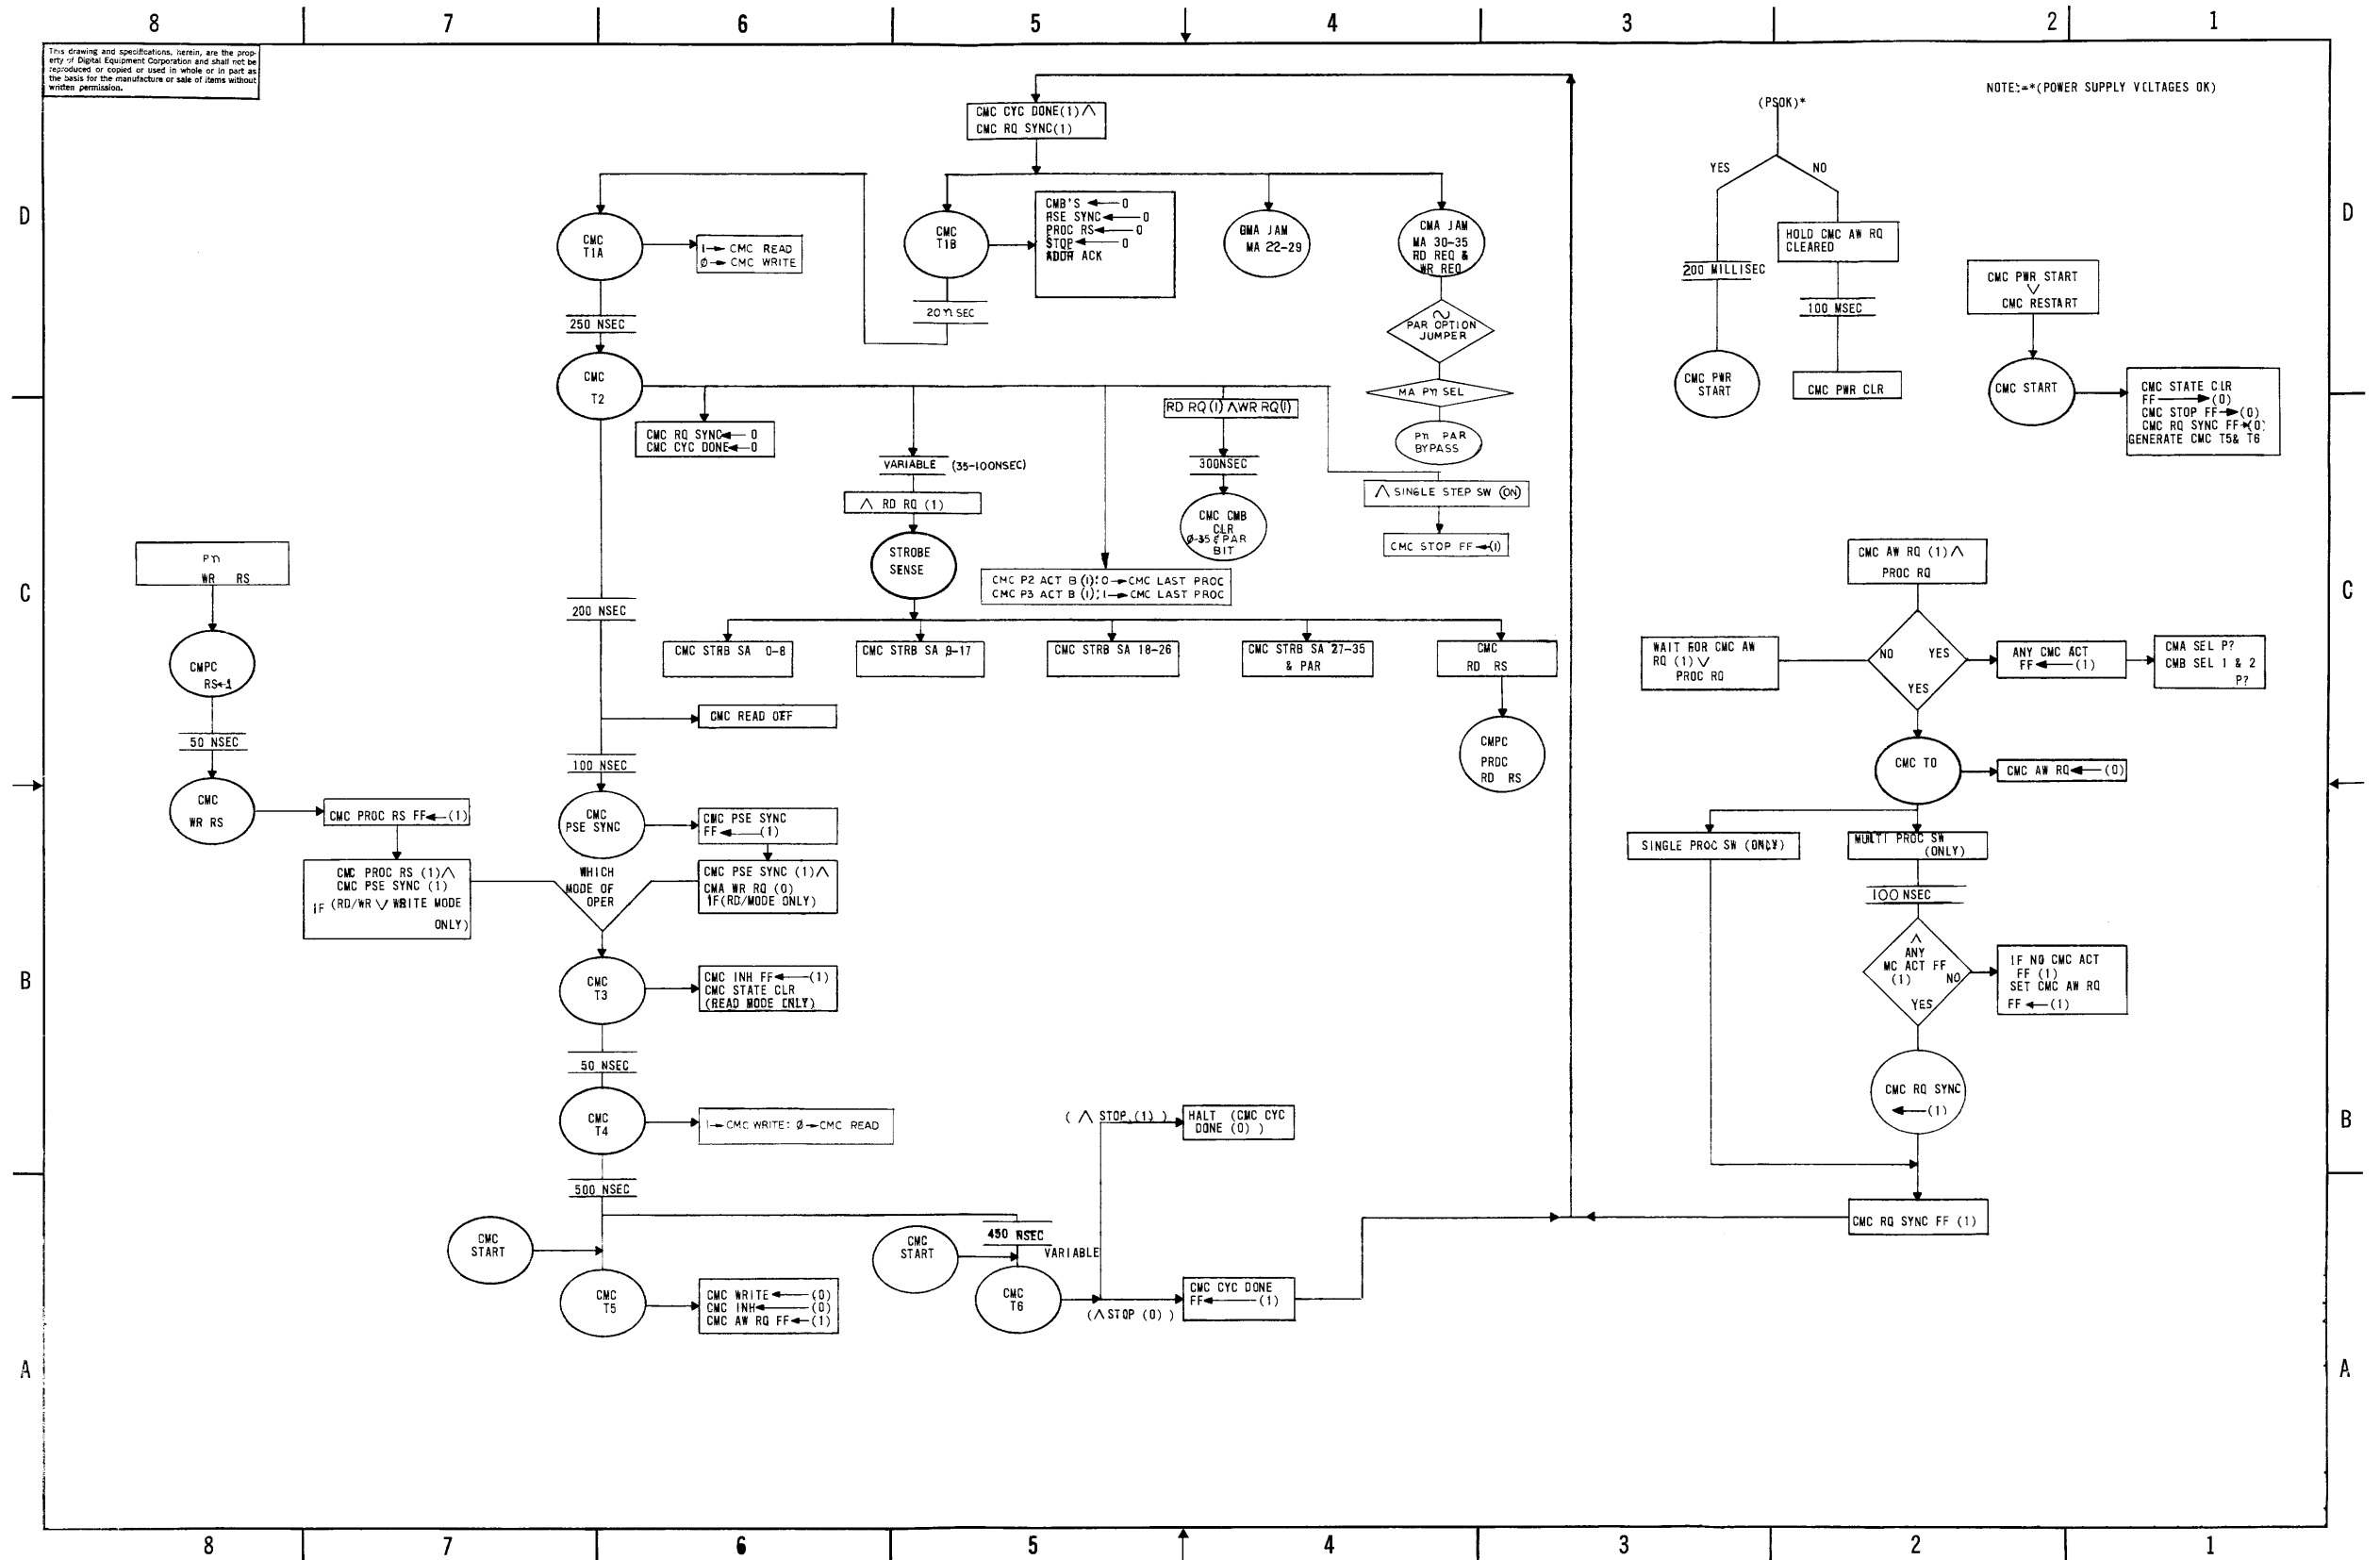 8 7 6 5 4 3 2 1
This drawing and specifications, herein, are the prop-
erty of Digital Equipment Corporation and shall not be
reproduced or copied or used in whole or in part as
the basis for the manufacture or sale of items without
written permission.
NOTE:=*(POWER SUPPLY VOLTAGES OK)
D
D
CMC CYC DONE(1)∧
CMC RQ SYNC(1)
CMC
T1A
1→ CMC READ
Ø→ CMC WRITE
250 NSEC
CMC
T1B
20 η SEC
CMB'S ← 0
RSE SYNC ← 0
PROC RS ← 0
STOP ← 0
ADDR ACK
CMA JAM
MA 22-29
CMA JAM
MA 30-35
RD REQ &
WR REQ
~
PAR OPTION
JUMPER
MA Pη SEL
Pη PAR
BYPASS
∧ SINGLE STEP SW (ON)
CMC STOP FF ←(1)
(PSOK)*
YES
NO
200 MILLISEC
CMC PWR
START
HOLD CMC AW RQ
CLEARED
100 MSEC
CMC PWR CLR
CMC PWR START
∨
CMC RESTART
CMC START
CMC STATE CLR
FF → (0)
CMC STOP FF→(0)
CMC RQ SYNC FF→(0)
GENERATE CMC T5& T6
CMC
T2
CMC RQ SYNC← 0
CMC CYC DONE← 0
VARIABLE (35-100NSEC)
∧ RD RQ (1)
STROBE
SENSE
RD RQ (1) ∧WR RQ(1)
300NSEC
CMC CMB
CLR
Ø-35 & PAR
BIT
CMC P2 ACT B (1):0→CMC LAST PROC
CMC P3 ACT B (1):1→CMC LAST PROC
200 NSEC
CMC STRB SA 0-8
CMC STRB SA 9-17
CMC STRB SA 18-26
CMC STRB SA 27-35
& PAR
CMC
RD RS
CMPC
PROC
RD RS
C
C
Pη
WR RS
CMPC
RS←1
50 NSEC
CMC
WR RS
CMC PROC RS FF←(1)
CMC PROC RS (1)∧
CMC PSE SYNC (1)
IF (RD/WR ∨ WRITE MODE
ONLY)
CMC READ OFF
100 NSEC
CMC
PSE SYNC
CMC PSE SYNC
FF ← (1)
WHICH
MODE OF
OPER
CMC PSE SYNC (1)∧
CMA WR RQ (0)
IF(RD/MODE ONLY)
CMC
T3
CMC INH FF←(1)
CMC STATE CLR
(READ MODE ONLY)
50 NSEC
CMC
T4
1→CMC WRITE: Ø→CMC READ
500 NSEC
CMC
START
CMC
T5
CMC WRITE ← (0)
CMC INH ← (0)
CMC AW RQ FF←(1)
CMC
START
450 NSEC
VARIABLE
CMC
T6
( ∧ STOP (1) )
HALT (CMC CYC
DONE (0) )
(∧STOP (0) )
CMC CYC DONE
FF ← (1)
CMC AW RQ (1)∧
PROC RQ
WAIT FOR CMC AW
RQ (1) ∨
PROC RQ
NO
YES
YES
ANY CMC ACT
FF ← (1)
CMA SEL P?
CMB SEL 1 & 2
P?
CMC T0
CMC AW RQ← (0)
SINGLE PROC SW (ONLY)
MULTI PROC SW
(ONLY)
100 NSEC
∧
ANY
MC ACT FF
(1)
NO
YES
IF NO CMC ACT
FF (1)
SET CMC AW RQ
FF ←(1)
CMC RQ SYNC
←(1)
CMC RQ SYNC FF (1)
B
B
A
A
8 7 6 5 4 3 2 1